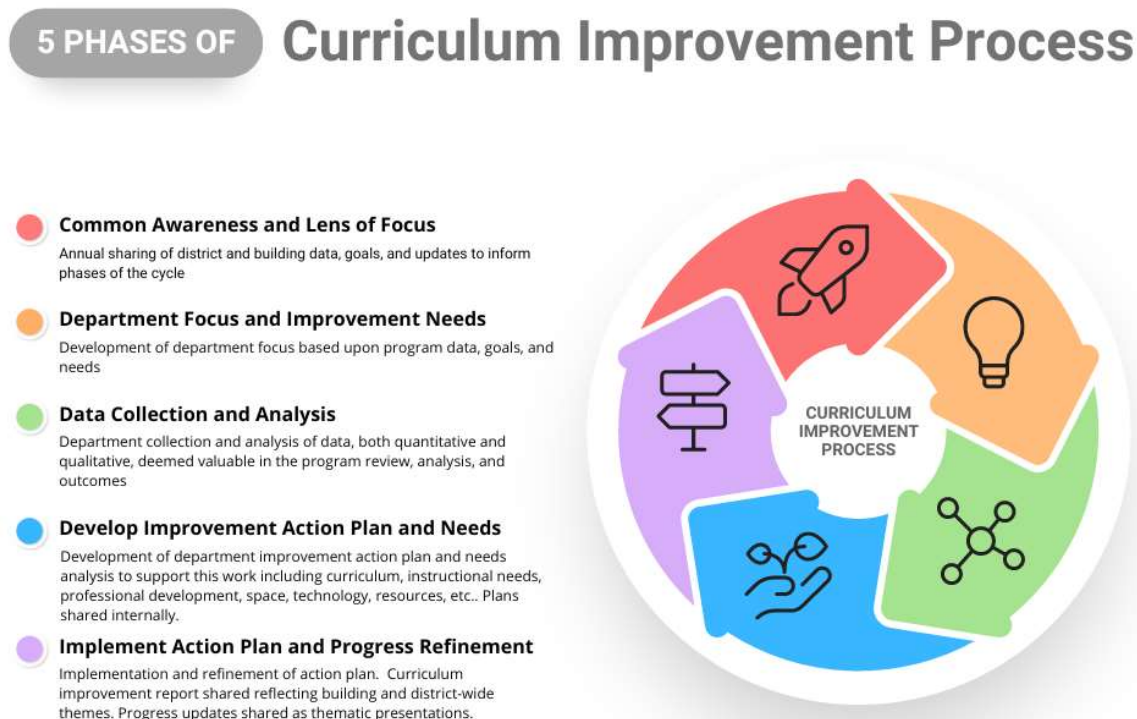 5 PHASES OF Curriculum Improvement Process
Common Awareness and Lens of Focus
Annual sharing of district and building data, goals, and updates to inform
phases of the cycle
Department Focus and Improvement Needs
Development of department focus based upon program data, goals, and
needs
Data Collection and Analysis
Department collection and analysis of data, both quantitative and
qualitative, deemed valuable in the program review, analysis, and
outcomes
Develop Improvement Action Plan and Needs
Development of department improvement action plan and needs
analysis to support this work including curriculum, instructional needs,
professional development, space, technology, resources, etc.. Plans
shared internally.
Implement Action Plan and Progress Refinement
Implementation and refinement of action plan. Curriculum
improvement report shared reflecting building and district-wide
themes. Progress updates shared as thematic presentations.
CURRICULUM
IMPROVEMENT
PROCESS